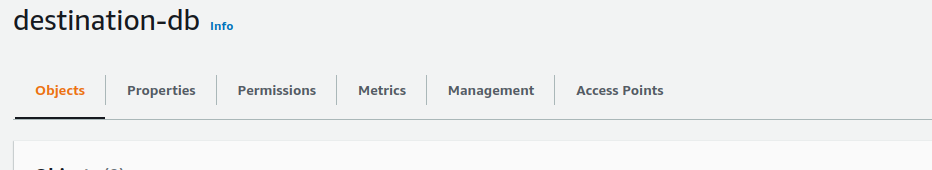 destination-db Info
Objects Properties Permissions Metrics Management Access Points